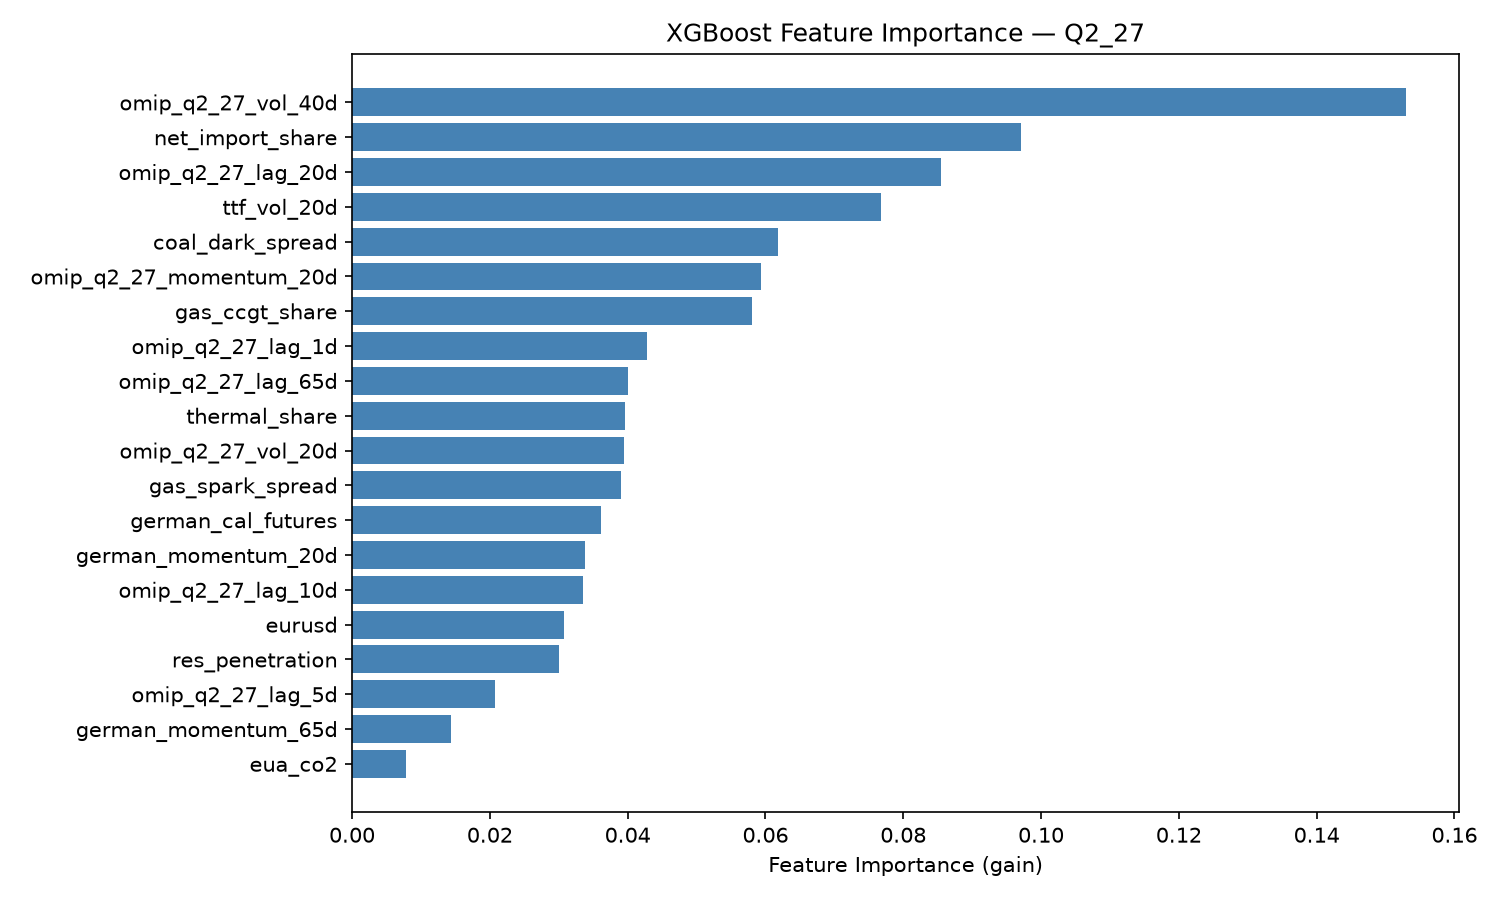 XGBoost Feature Importance — Q2_27
omip_q2_27_vol_40d
net_import_share
omip_q2_27_lag_20d
ttf_vol_20d
coal_dark_spread
omip_q2_27_momentum_20d
gas_ccgt_share
omip_q2_27_lag_1d
omip_q2_27_lag_65d
thermal_share
omip_q2_27_vol_20d
gas_spark_spread
german_cal_futures
german_momentum_20d
omip_q2_27_lag_10d
eurusd
res_penetration
omip_q2_27_lag_5d
german_momentum_65d
eua_co2
0.00 0.02 0.04 0.06 0.08 0.10 0.12 0.14 0.16
Feature Importance (gain)